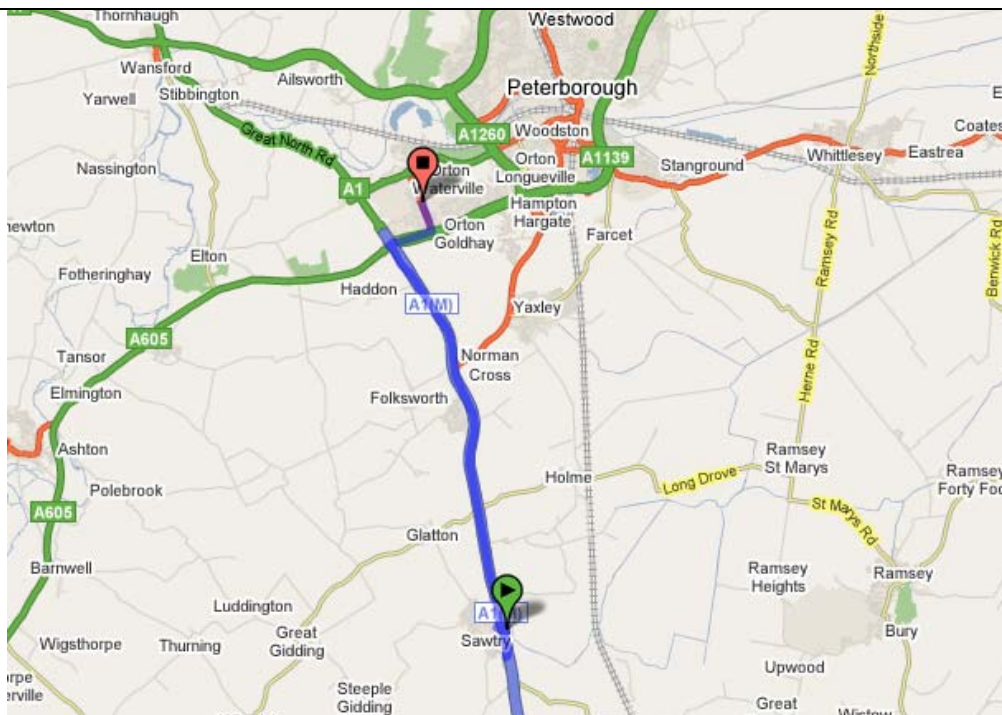 Thornhaugh
Westwood
Wansford
Ailsworth
Northside
Yarwell
Stibbington
Peterborough
Great North Rd
A1260
Woodston
Coates
Nassington
A1
Orton
Waterville
Orton
Longueville
A1139
Stanground
Whittlesey
Eastrea
Hampton
Hargate
newton
Elton
Orton
Goldhay
Farcet
Ramsey Rd
Benwick Rd
Fotheringhay
Haddon
A1(M)
Yaxley
A605
Tansor
Norman
Cross
Herne Rd
Elmington
Folksworth
Ashton
Ramsey
St Marys
Polebrook
Holme
Long Drove
Ramsey
Forty Foo
A605
St Marys Rd
Glatton
Barnwell
Ramsey
Heights
Ramsey
Luddington
A1(M)
Wigsthorpe
Thurning
Great
Gidding
Sawtry
Bury
Upwood
orpe
erville
Steeple
Gidding
Great
Wistow